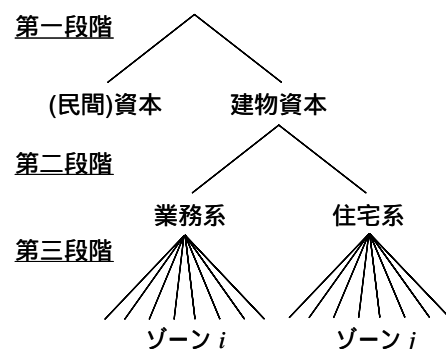 第一段階
(民間)資本 建物資本
第二段階
業務系 住宅系
第三段階
ゾーン i ゾーン j